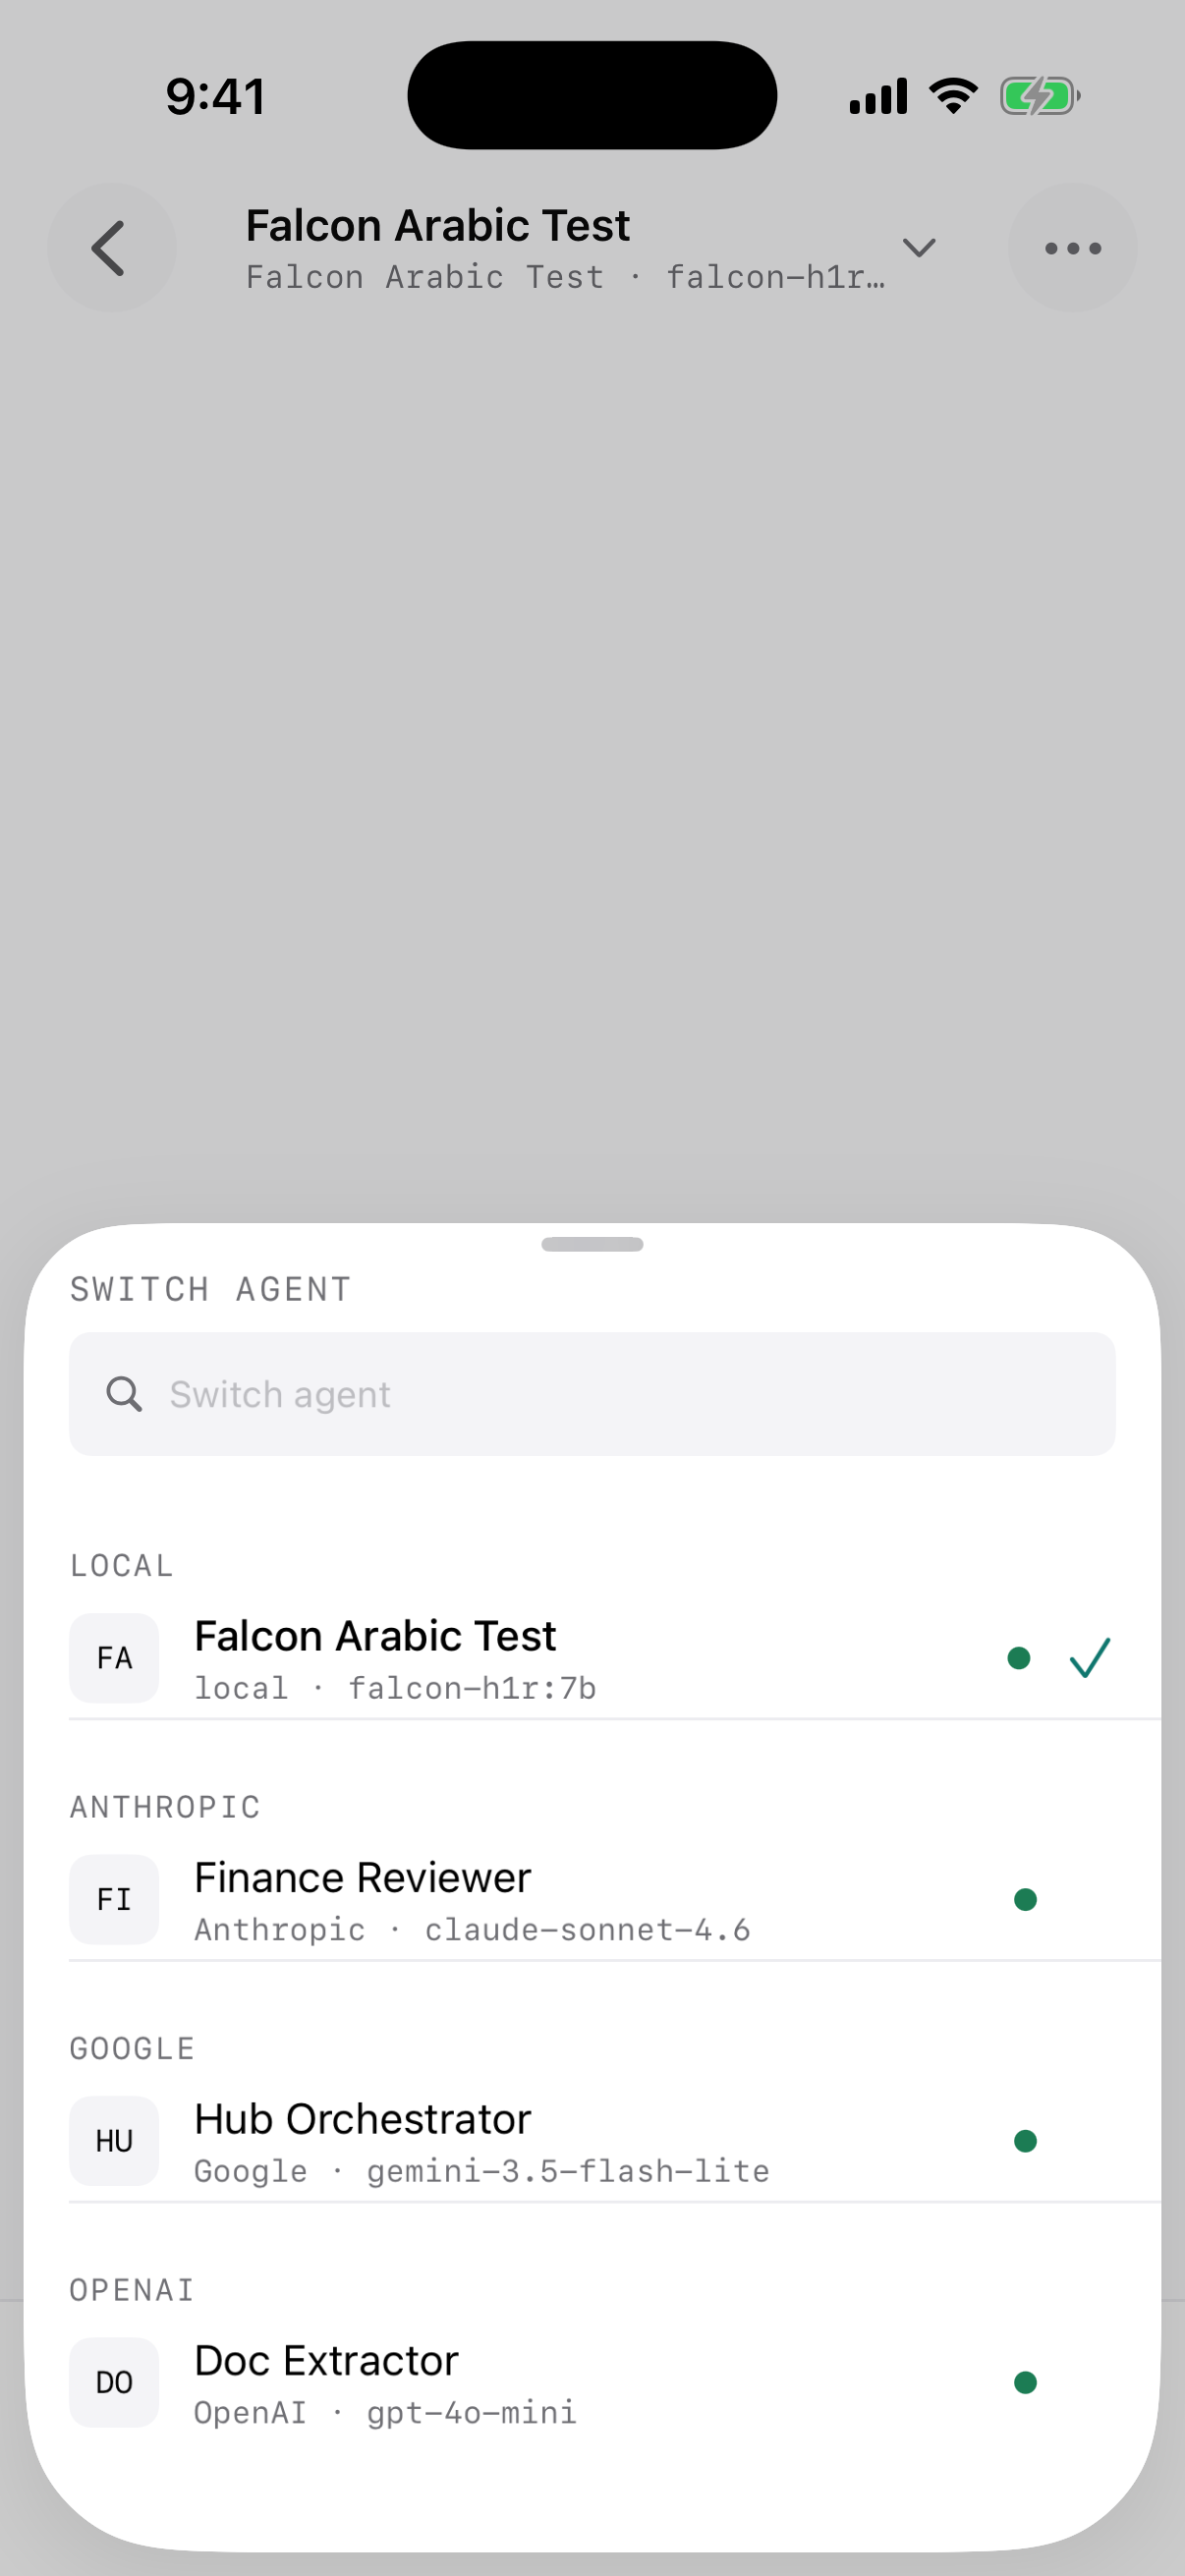 9:41
Falcon Arabic Test
Falcon Arabic Test · falcon-h1r…
SWITCH AGENT
Switch agent
LOCAL
FA
Falcon Arabic Test
local · falcon-h1r:7b
ANTHROPIC
FI
Finance Reviewer
Anthropic · claude-sonnet-4.6
GOOGLE
HU
Hub Orchestrator
Google · gemini-3.5-flash-lite
OPENAI
DO
Doc Extractor
OpenAI · gpt-4o-mini